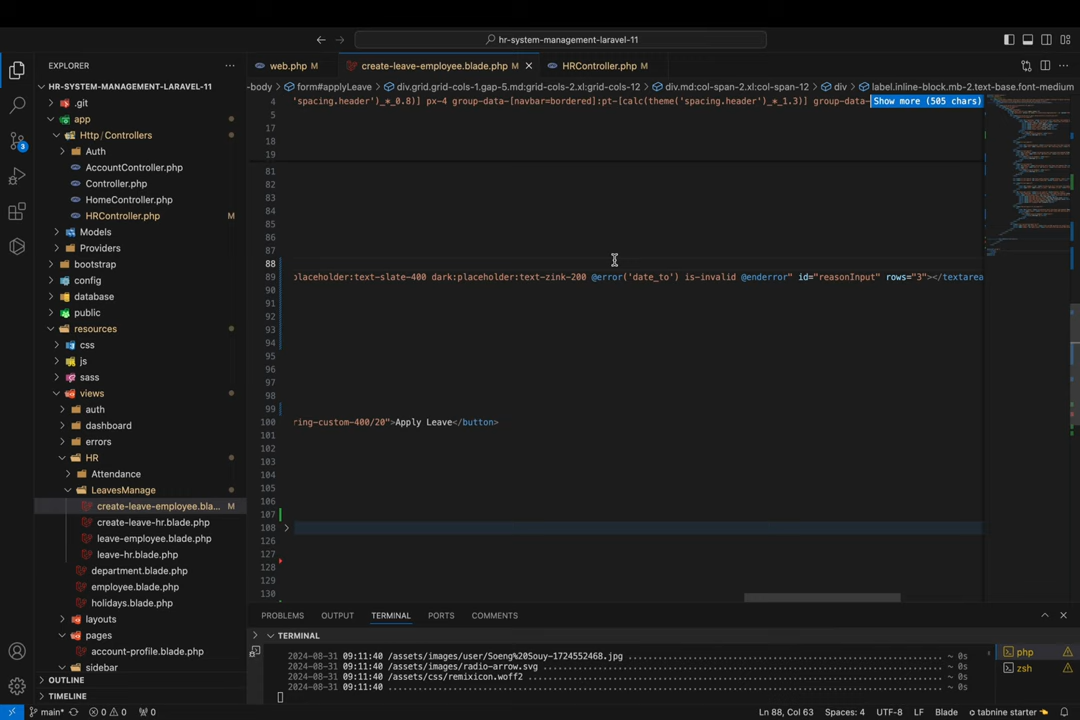 hr-system-management-laravel-11
EXPLORER
web.php M
create-leave-employee.blade.php M
HRController.php M
-body
form#applyLeave
div.grid.grid-cols-1.gap-5.md:grid-cols-12.xl:grid-cols-12
div.md:col-span-2.xl:col-span-12
div
label.inline-block.mb-2.text-base.font-medium
HR-SYSTEM-MANAGEMENT-LARAVEL-11
.git
app
Http/Controllers
Auth
AccountController.php
Controller.php
HomeController.php
HRController.php M
Models
Providers
bootstrap
config
database
public
resources
css
js
sass
views
auth
dashboard
errors
HR
Attendance
LeavesManage
create-leave-employee.bla... M
create-leave-hr.blade.php
leave-employee.blade.php
leave-hr.blade.php
department.blade.php
employee.blade.php
holidays.blade.php
layouts
pages
account-profile.blade.php
sidebar
OUTLINE
TIMELINE
3
4 ('spacing.header')_*_0.8)] px-4 group-data-[navbar=bordered]:pt-[calc(theme('spacing.header')_*_1.3)] group-data- Show more (505 chars)
5
17
18
19
81
82
83
84
85
86
87
88
89 placeholder:text-slate-400 dark:placeholder:text-zink-200 @error('date_to') is-invalid @enderror" id="reasonInput" rows="3"></textarea
90
91
92
93
94
95
96
97
98
99
100 ring-custom-400/20">Apply Leave</button>
101
102
103
104
105
106
107
108
126
127
128
129
130
PROBLEMS OUTPUT TERMINAL PORTS COMMENTS
TERMINAL
2024-08-31 09:11:40 /assets/images/user/Soeng%20Souy-1724552468.jpg ~ 0s
2024-08-31 09:11:40 /assets/images/radio-arrow.svg ~ 0s
2024-08-31 09:11:40 /assets/css/remixicon.woff2 ~ 0s
2024-08-31 09:11:40 ~ 0s
php
zsh
main* 0 0 0 Ln 88, Col 63 Spaces: 4 UTF-8 LF Blade tabnine starter